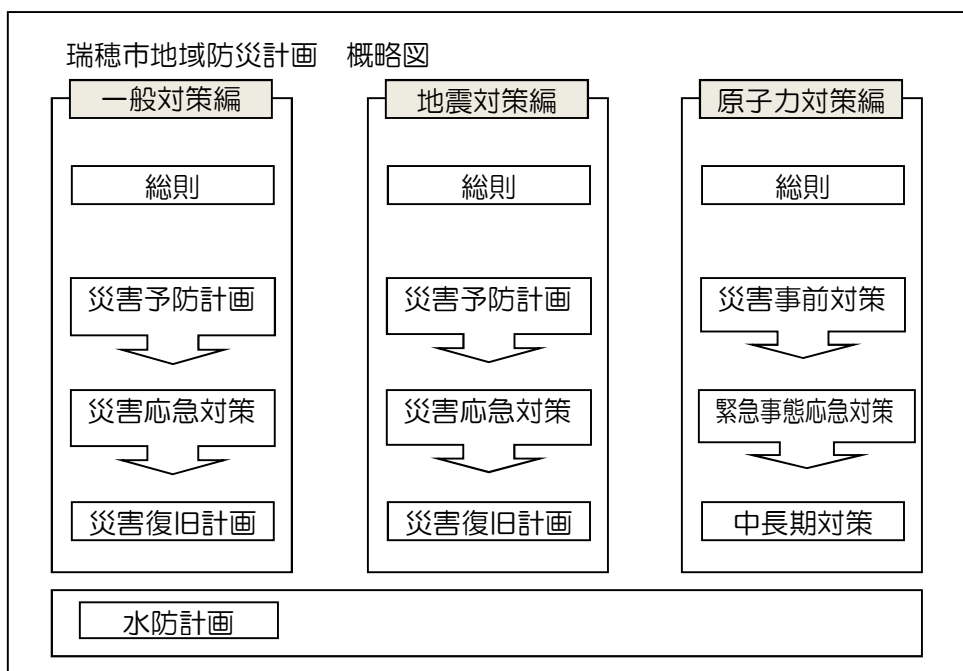 瑞穂市地域防災計画　概略図
一般対策編
総則
災害予防計画
災害応急対策
災害復旧計画
地震対策編
総則
災害予防計画
災害応急対策
災害復旧計画
原子力対策編
総則
災害事前対策
緊急事態応急対策
中長期対策
水防計画